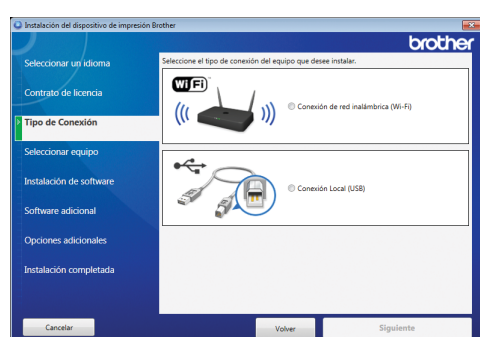 Instalación del dispositivo de impresión Brother
brother
Seleccionar un idioma
Contrato de licencia
Tipo de Conexión
Seleccionar equipo
Instalación de software
Software adicional
Opciones adicionales
Instalación completada
Seleccione el tipo de conexión del equipo que desee instalar.
Wi Fi
Conexión de red inalámbrica (Wi-Fi)
Conexión Local (USB)
Cancelar
Volver
Siguiente